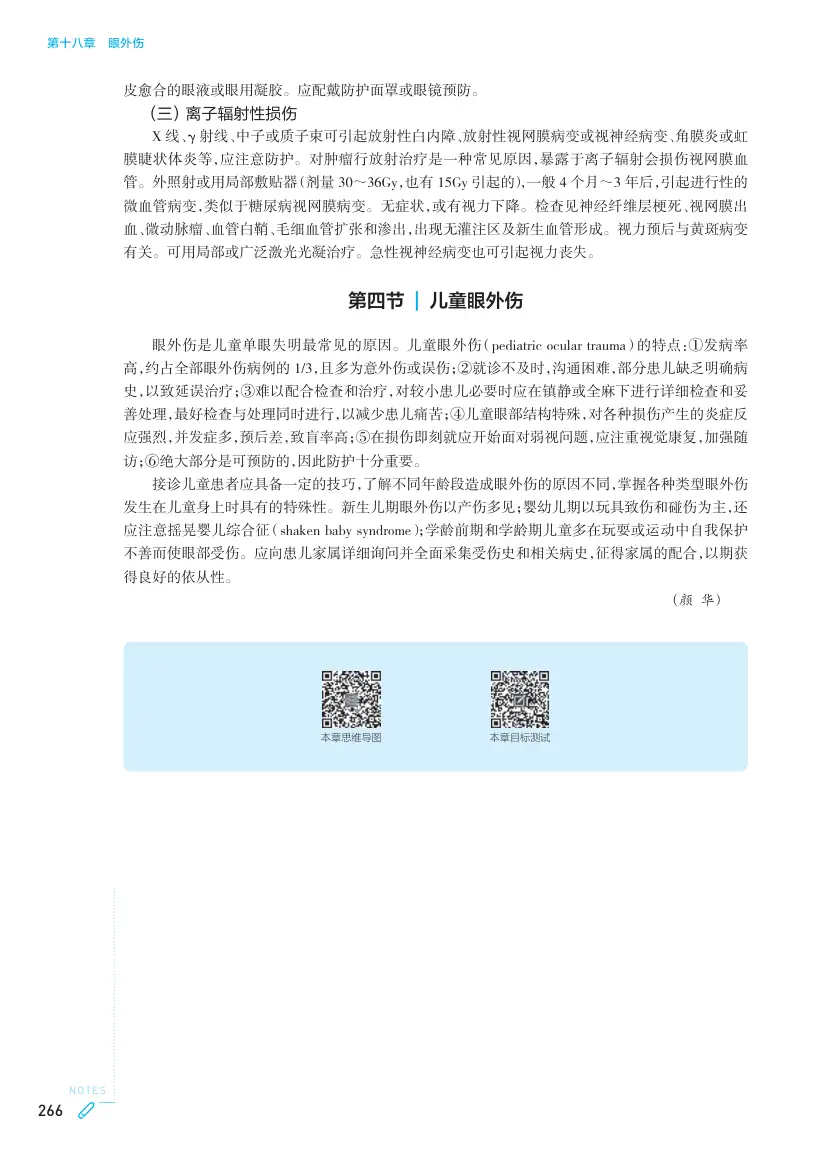 第十八章 眼外伤
皮愈合的眼液或眼用凝胶。应配戴防护面罩或眼镜预防。
（三）离子辐射性损伤
X 线、γ 射线、中子或质子束可引起放射性白内障、放射性视网膜病变或视神经病变、角膜炎或虹
膜睫状体炎等，应注意防护。对肿瘤行放射治疗是一种常见原因，暴露于离子辐射会损伤视网膜血
管。外照射或用局部敷贴器（剂量 30～36Gy，也有 15Gy 引起的），一般 4 个月～3 年后，引起进行性的
微血管病变，类似于糖尿病视网膜病变。无症状，或有视力下降。检查见神经纤维层梗死、视网膜出
血、微动脉瘤、血管白鞘、毛细血管扩张和渗出，出现无灌注区及新生血管形成。视力预后与黄斑病变
有关。可用局部或广泛激光光凝治疗。急性视神经病变也可引起视力丧失。
第四节 | 儿童眼外伤
眼外伤是儿童单眼失明最常见的原因。儿童眼外伤（pediatric ocular trauma）的特点：①发病率
高，约占全部眼外伤病例的 1/3，且多为意外伤或误伤；②就诊不及时，沟通困难，部分患儿缺乏明确病
史，以致延误治疗；③难以配合检查和治疗，对较小患儿必要时应在镇静或全麻下进行详细检查和妥
善处理，最好检查与处理同时进行，以减少患儿痛苦；④儿童眼部结构特殊，对各种损伤产生的炎症反
应强烈，并发症多，预后差，致盲率高；⑤在损伤即刻就应开始面对弱视问题，应注重视觉康复，加强随
访；⑥绝大部分是可预防的，因此防护十分重要。
接诊儿童患者应具备一定的技巧，了解不同年龄段造成眼外伤的原因不同，掌握各种类型眼外伤
发生在儿童身上时具有的特殊性。新生儿期眼外伤以产伤多见；婴幼儿期以玩具致伤和碰伤为主，还
应注意摇晃婴儿综合征（shaken baby syndrome）；学龄前期和学龄期儿童多在玩耍或运动中自我保护
不善而使眼部受伤。应向患儿家属详细询问并全面采集受伤史和相关病史，征得家属的配合，以期获
得良好的依从性。
（颜 华）
本章思维导图
本章目标测试
NOTES
266